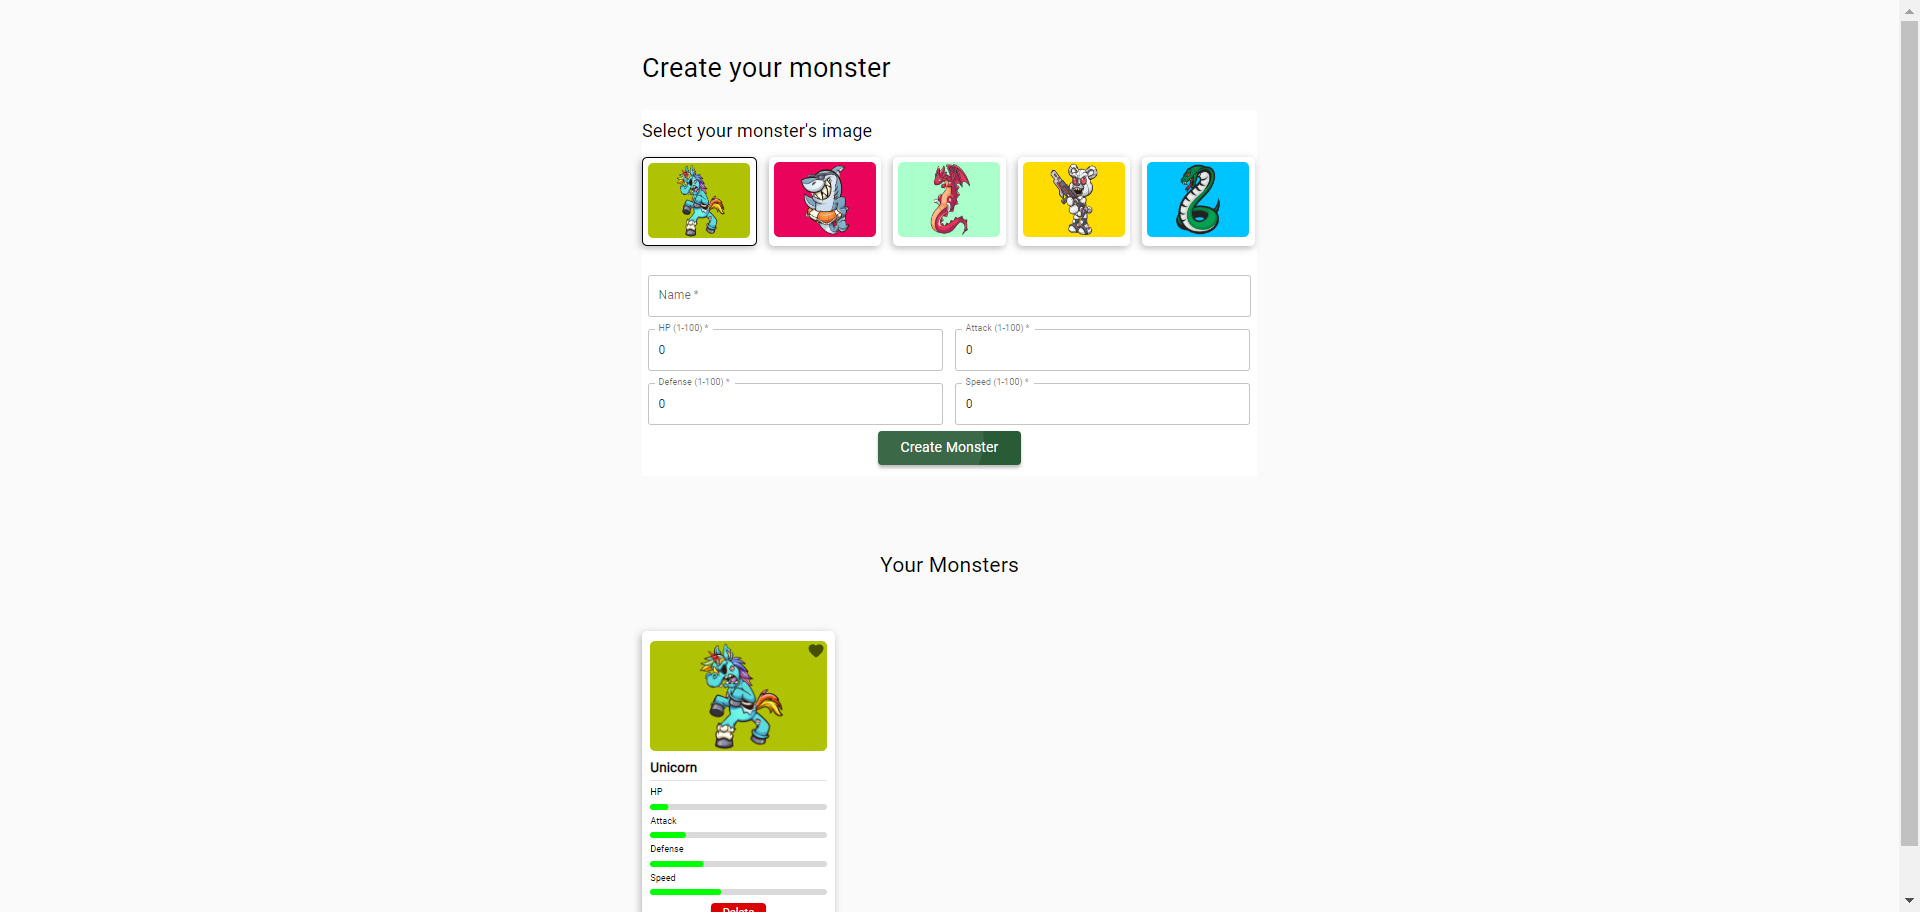 Create your monster
Select your monster's image
Name *
HP (1-100) *
0
Attack (1-100) *
0
Defense (1-100) *
0
Speed (1-100) *
0
Create Monster
Your Monsters
Unicorn
HP
Attack
Defense
Speed
Delete